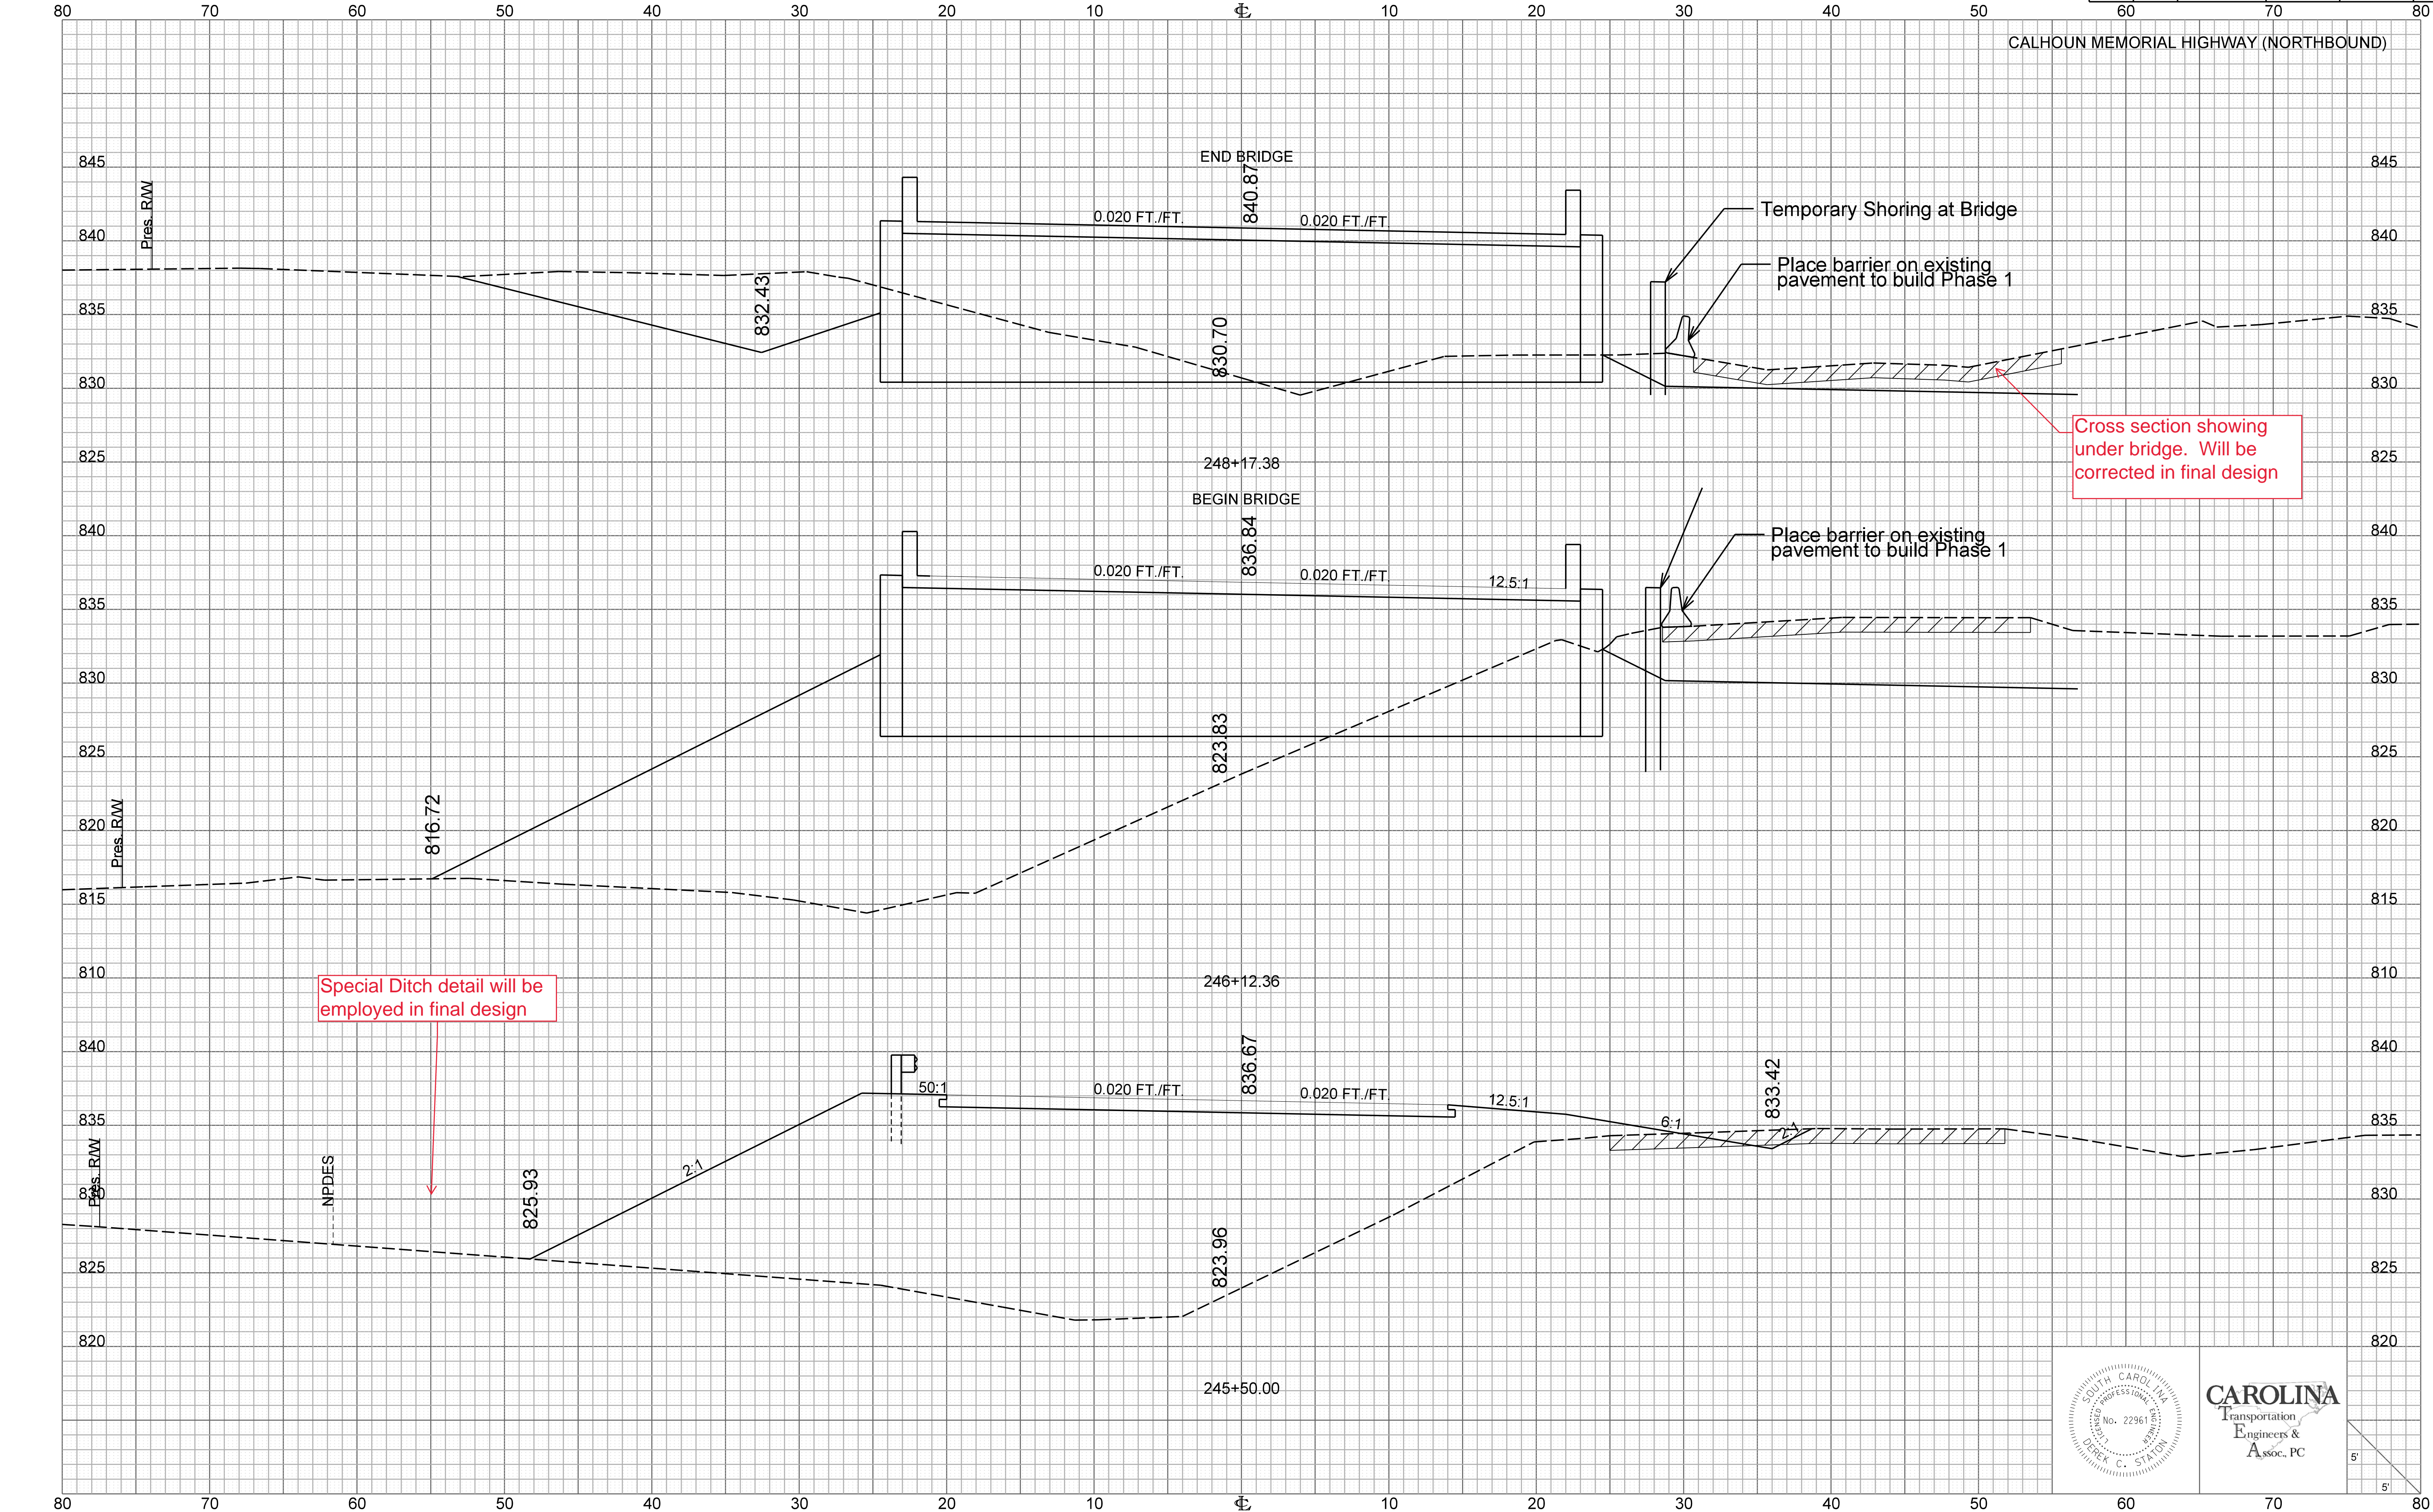 80 70 60 50 40 30 20 10 ℄ 10 20 30 40 50 60 70 80
CALHOUN MEMORIAL HIGHWAY (NORTHBOUND)
END BRIDGE
845 845
840.87
Pres. R/W
0.020 FT./FT. 0.020 FT./FT.
Temporary Shoring at Bridge
840 840
Place barrier on existing
pavement to build Phase 1
832.43
835 835
830.70
830 830
Cross section showing
under bridge. Will be
corrected in final design
825 825
248+17.38
BEGIN BRIDGE
840 840
836.84
Place barrier on existing
pavement to build Phase 1
0.020 FT./FT. 0.020 FT./FT. 12.5:1
835 835
830 830
823.83
825 825
816.72
Pres. R/W
820 820
815 815
810 810
246+12.36
Special Ditch detail will be
employed in final design
840 840
836.67
50:1 0.020 FT./FT. 0.020 FT./FT. 12.5:1
833.42
835 835
6:1 2:1
2:1
Pres. R/W
NPDES
825.93
830 830
823.96
825 825
820 820
245+50.00
SOUTH CAROLINA
LICENSED PROFESSIONAL ENGINEER
No. 22961
DEREK C. STATON
CAROLINA
Transportation
Engineers &
Assoc., PC
5'
5'
80 70 60 50 40 30 20 10 ℄ 10 20 30 40 50 60 70 80